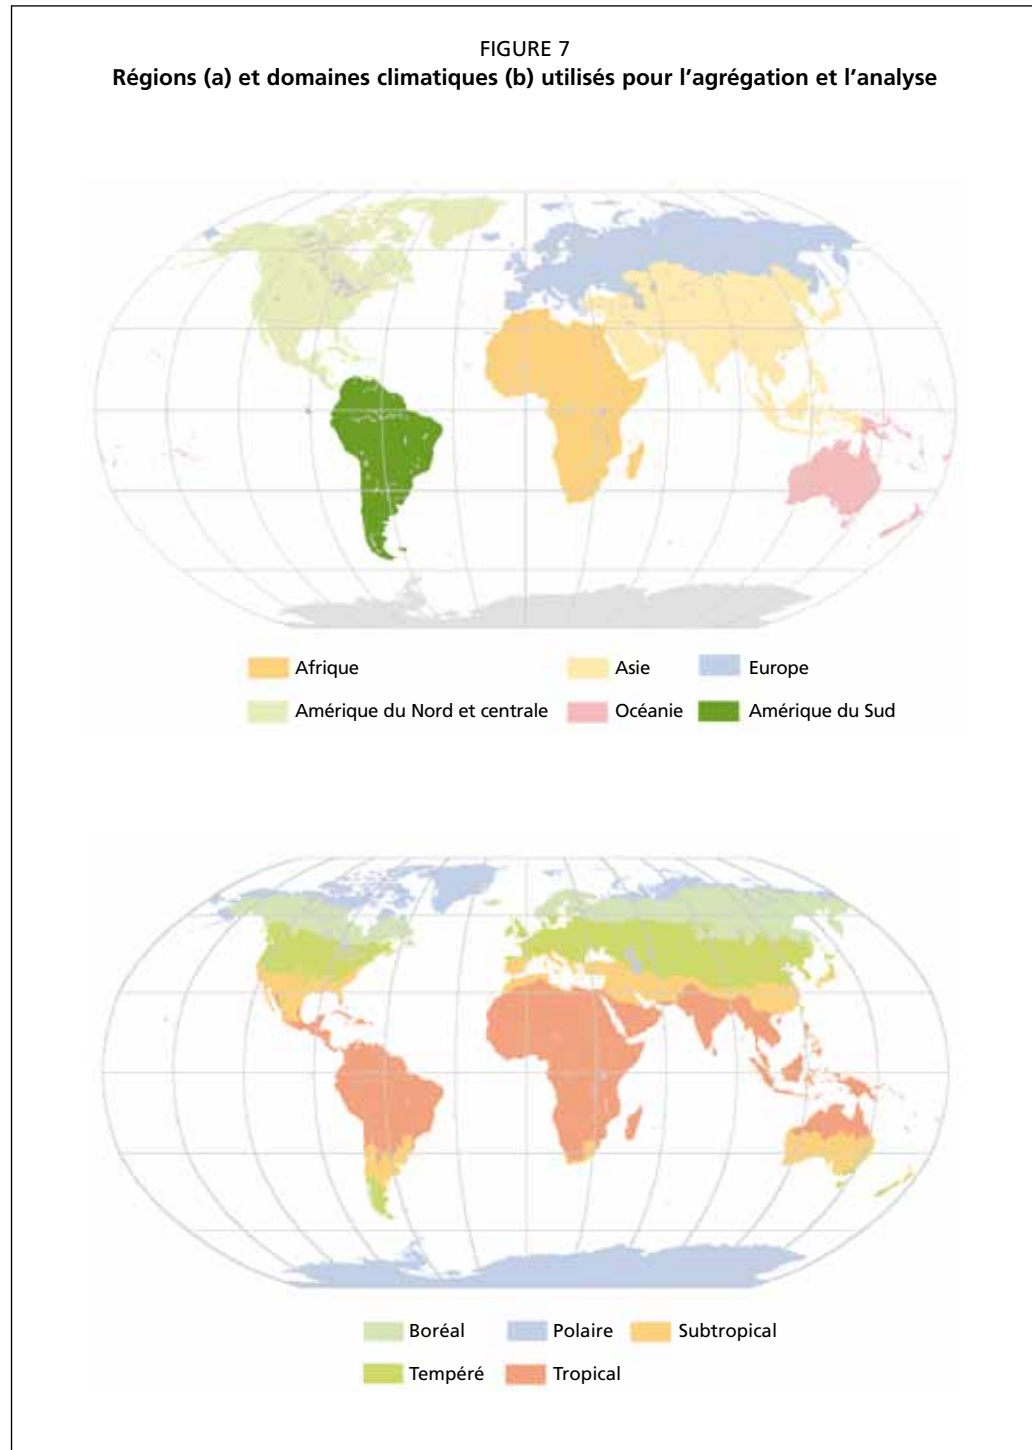 FIGURE 7
Régions (a) et domaines climatiques (b) utilisés pour l'agrégation et l'analyse
Afrique
Asie
Europe
Amérique du Nord et centrale
Océanie
Amérique du Sud
Boréal
Polaire
Subtropical
Tempéré
Tropical